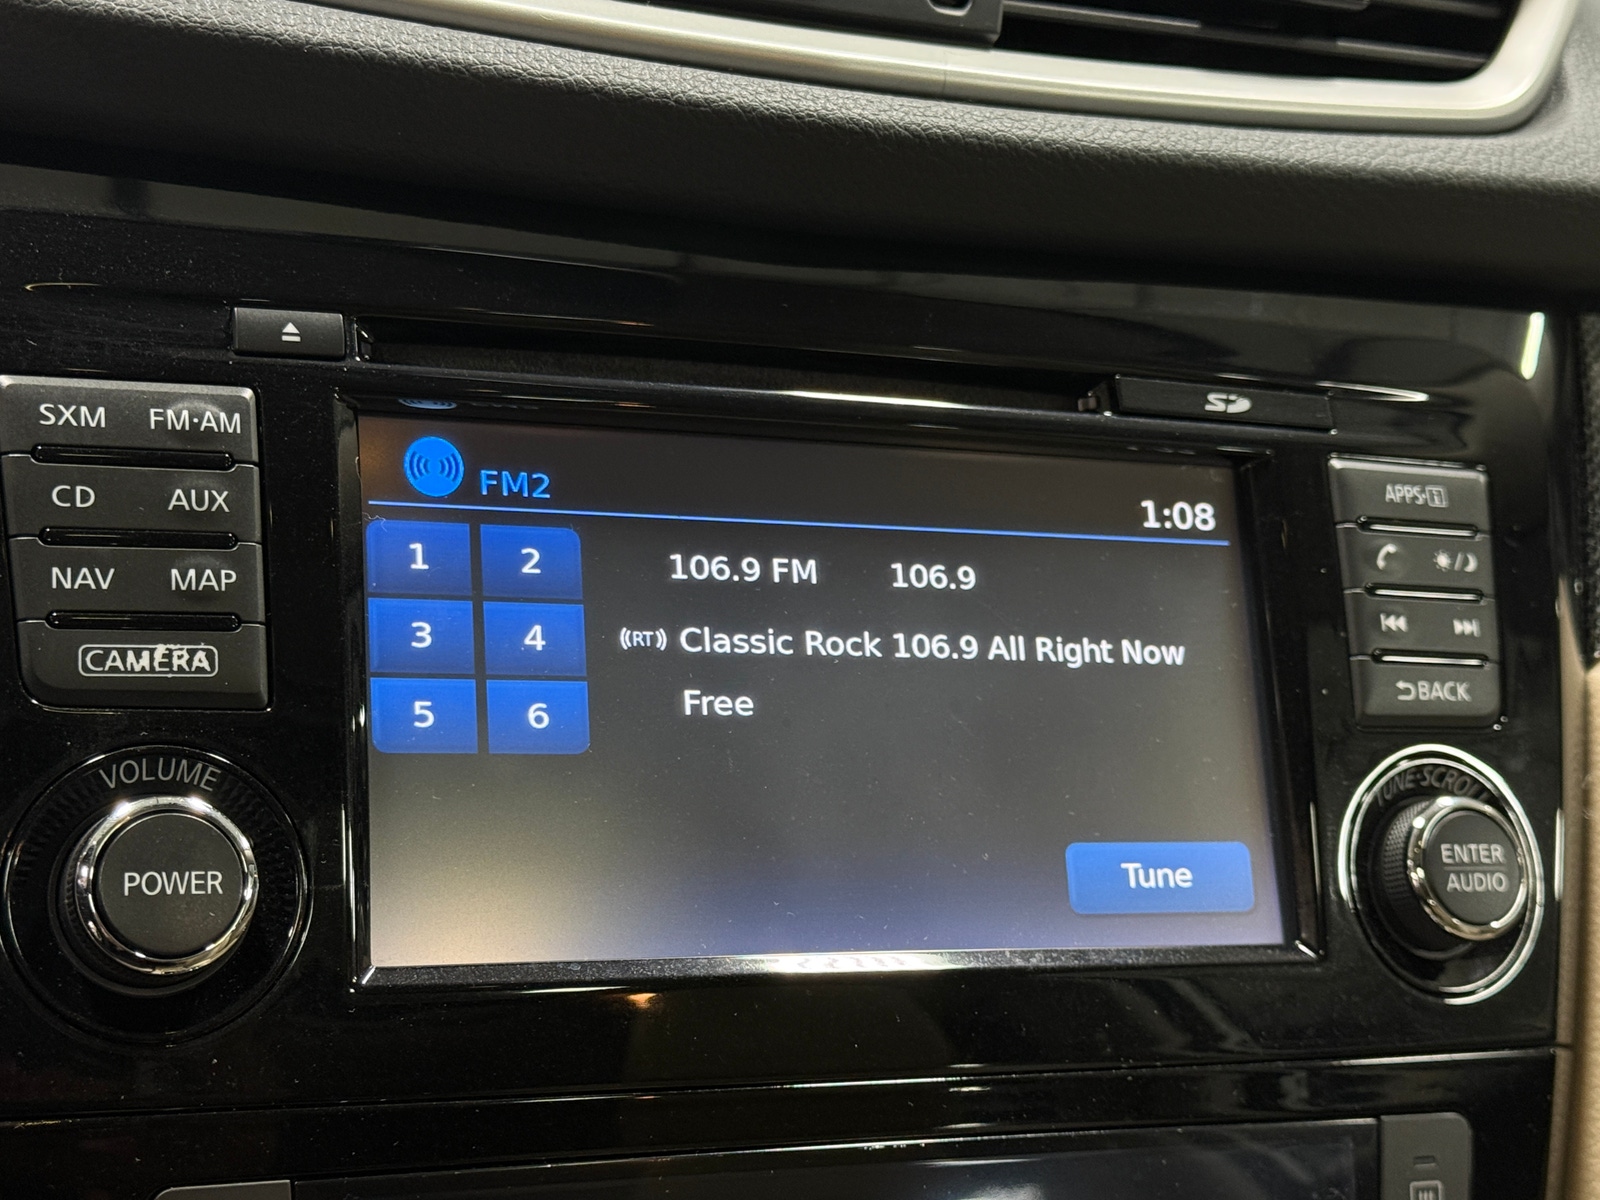 SD
SXM FM·AM
CD AUX
NAV MAP
CAMERA
VOLUME
POWER
FM2
1:08
1 2
3 4
5 6
106.9 FM 106.9
((RT)) Classic Rock 106.9 All Right Now
Free
Tune
APPS·i
BACK
TUNE·SCROLL
ENTER
AUDIO